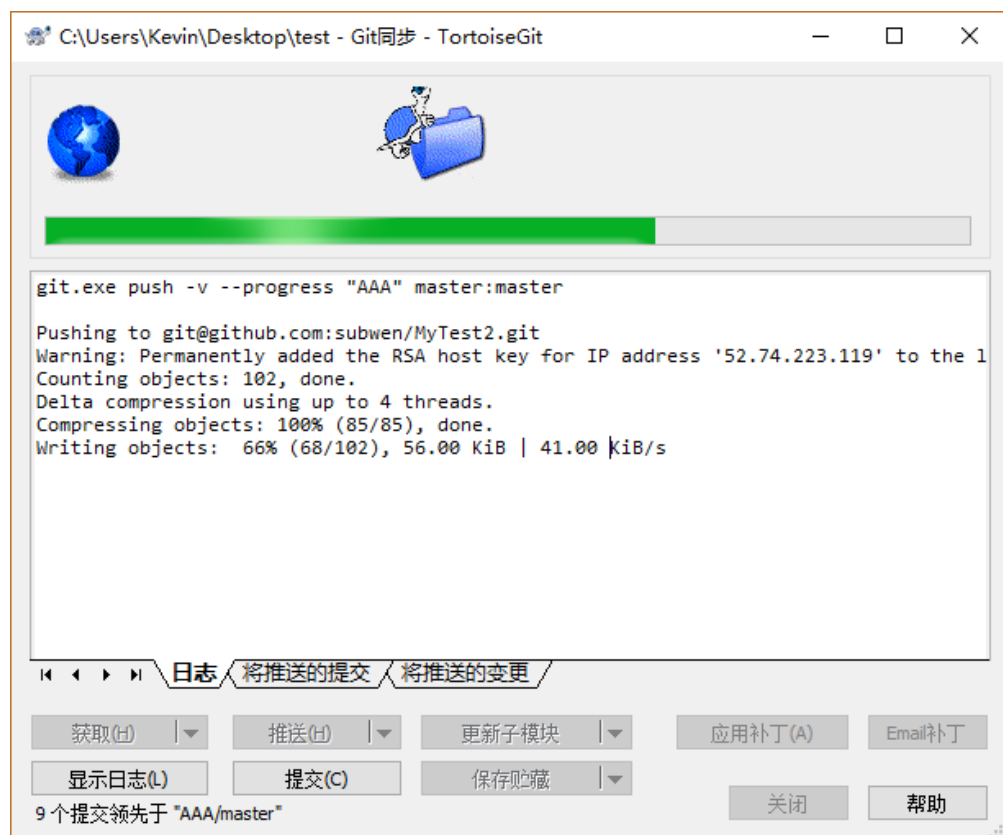 C:\Users\Kevin\Desktop\test - Git同步 - TortoiseGit
git.exe push -v --progress "AAA" master:master
Pushing to git@github.com:subwen/MyTest2.git
Warning: Permanently added the RSA host key for IP address '52.74.223.119' to the l
Counting objects: 102, done.
Delta compression using up to 4 threads.
Compressing objects: 100% (85/85), done.
Writing objects:  66% (68/102), 56.00 KiB | 41.00 KiB/s
日志 将推送的提交 将推送的变更
获取(H) 推送(H) 更新子模块 应用补丁(A) Email补丁
显示日志(L) 提交(C) 保存贮藏
9 个提交领先于 "AAA/master"
关闭 帮助